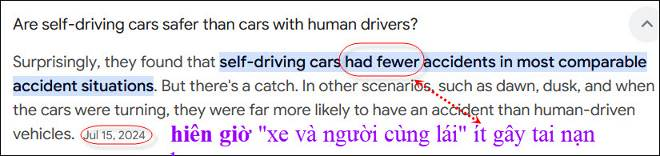 Are self-driving cars safer than cars with human drivers?
Surprisingly, they found that self-driving cars had fewer accidents in most comparable
accident situations. But there's a catch. In other scenarios, such as dawn, dusk, and when
the cars were turning, they were far more likely to have an accident than human-driven
vehicles. Jul 15, 2024 hiên giờ "xe và người cùng lái" ít gây tai nạn